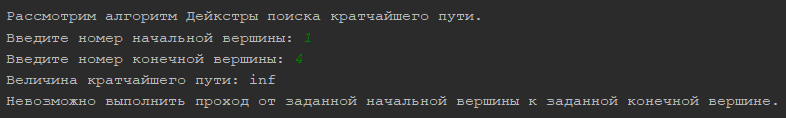 Рассмотрим алгоритм Дейкстры поиска кратчайшего пути.
Введите номер начальной вершины: 1
Введите номер конечной вершины: 4
Величина кратчайшего пути: inf
Невозможно выполнить проход от заданной начальной вершины к заданной конечной вершине.